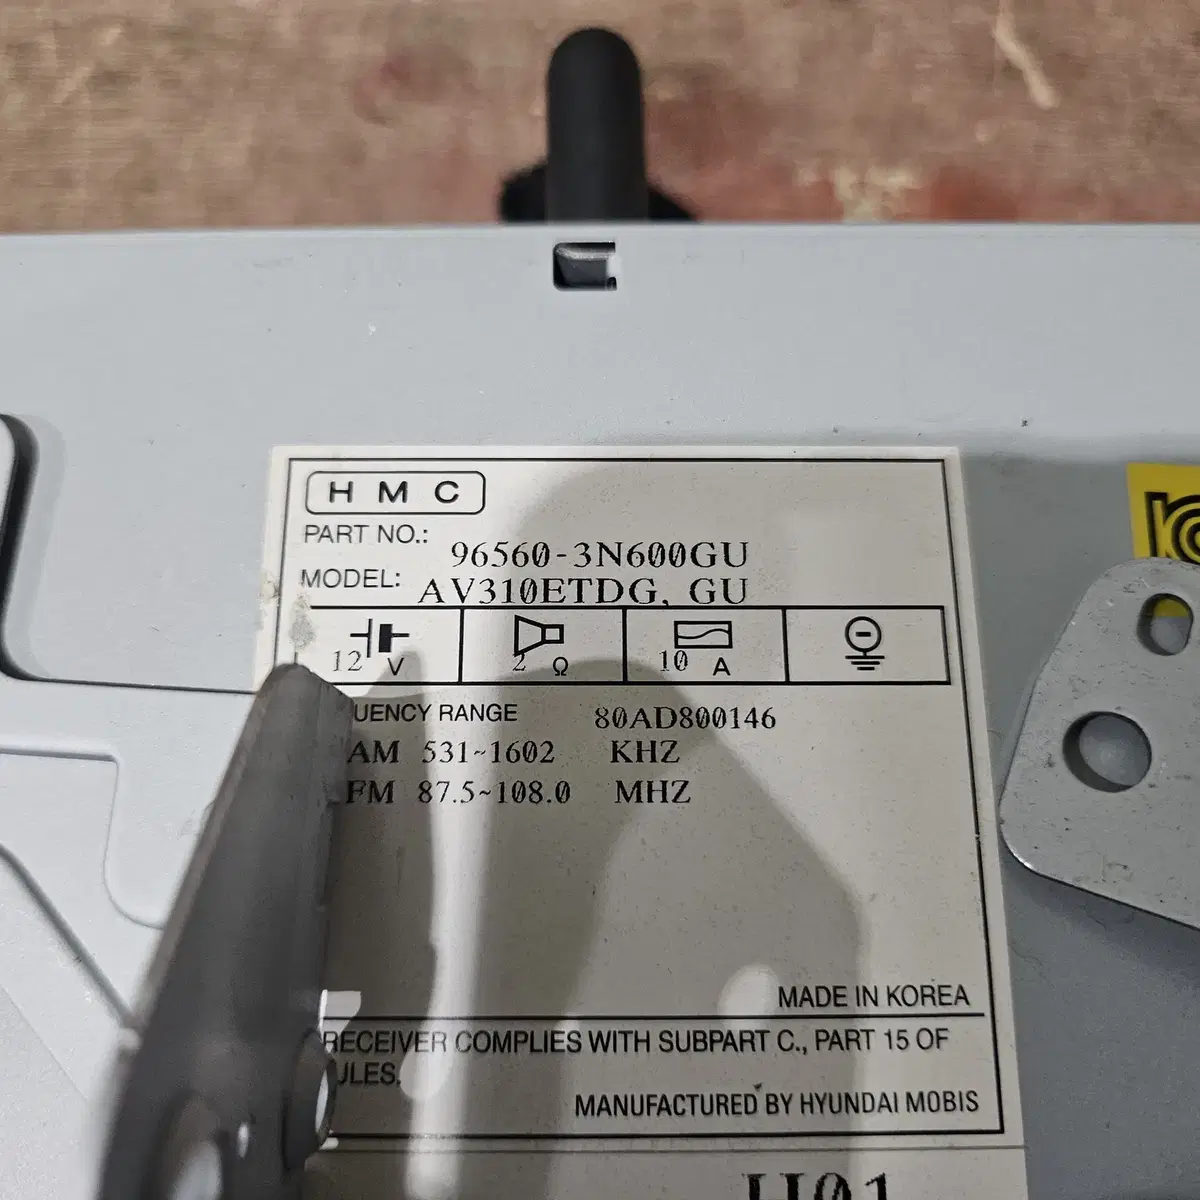 HMC
PART NO.: 96560-3N600GU
MODEL: AV310ETDG, GU
12 V 2 Ω 10 A
UENCY RANGE 80AD800146
AM 531~1602 KHZ
FM 87.5~108.0 MHZ
MADE IN KOREA
RECEIVER COMPLIES WITH SUBPART C., PART 15 OF
ULES.
MANUFACTURED BY HYUNDAI MOBIS